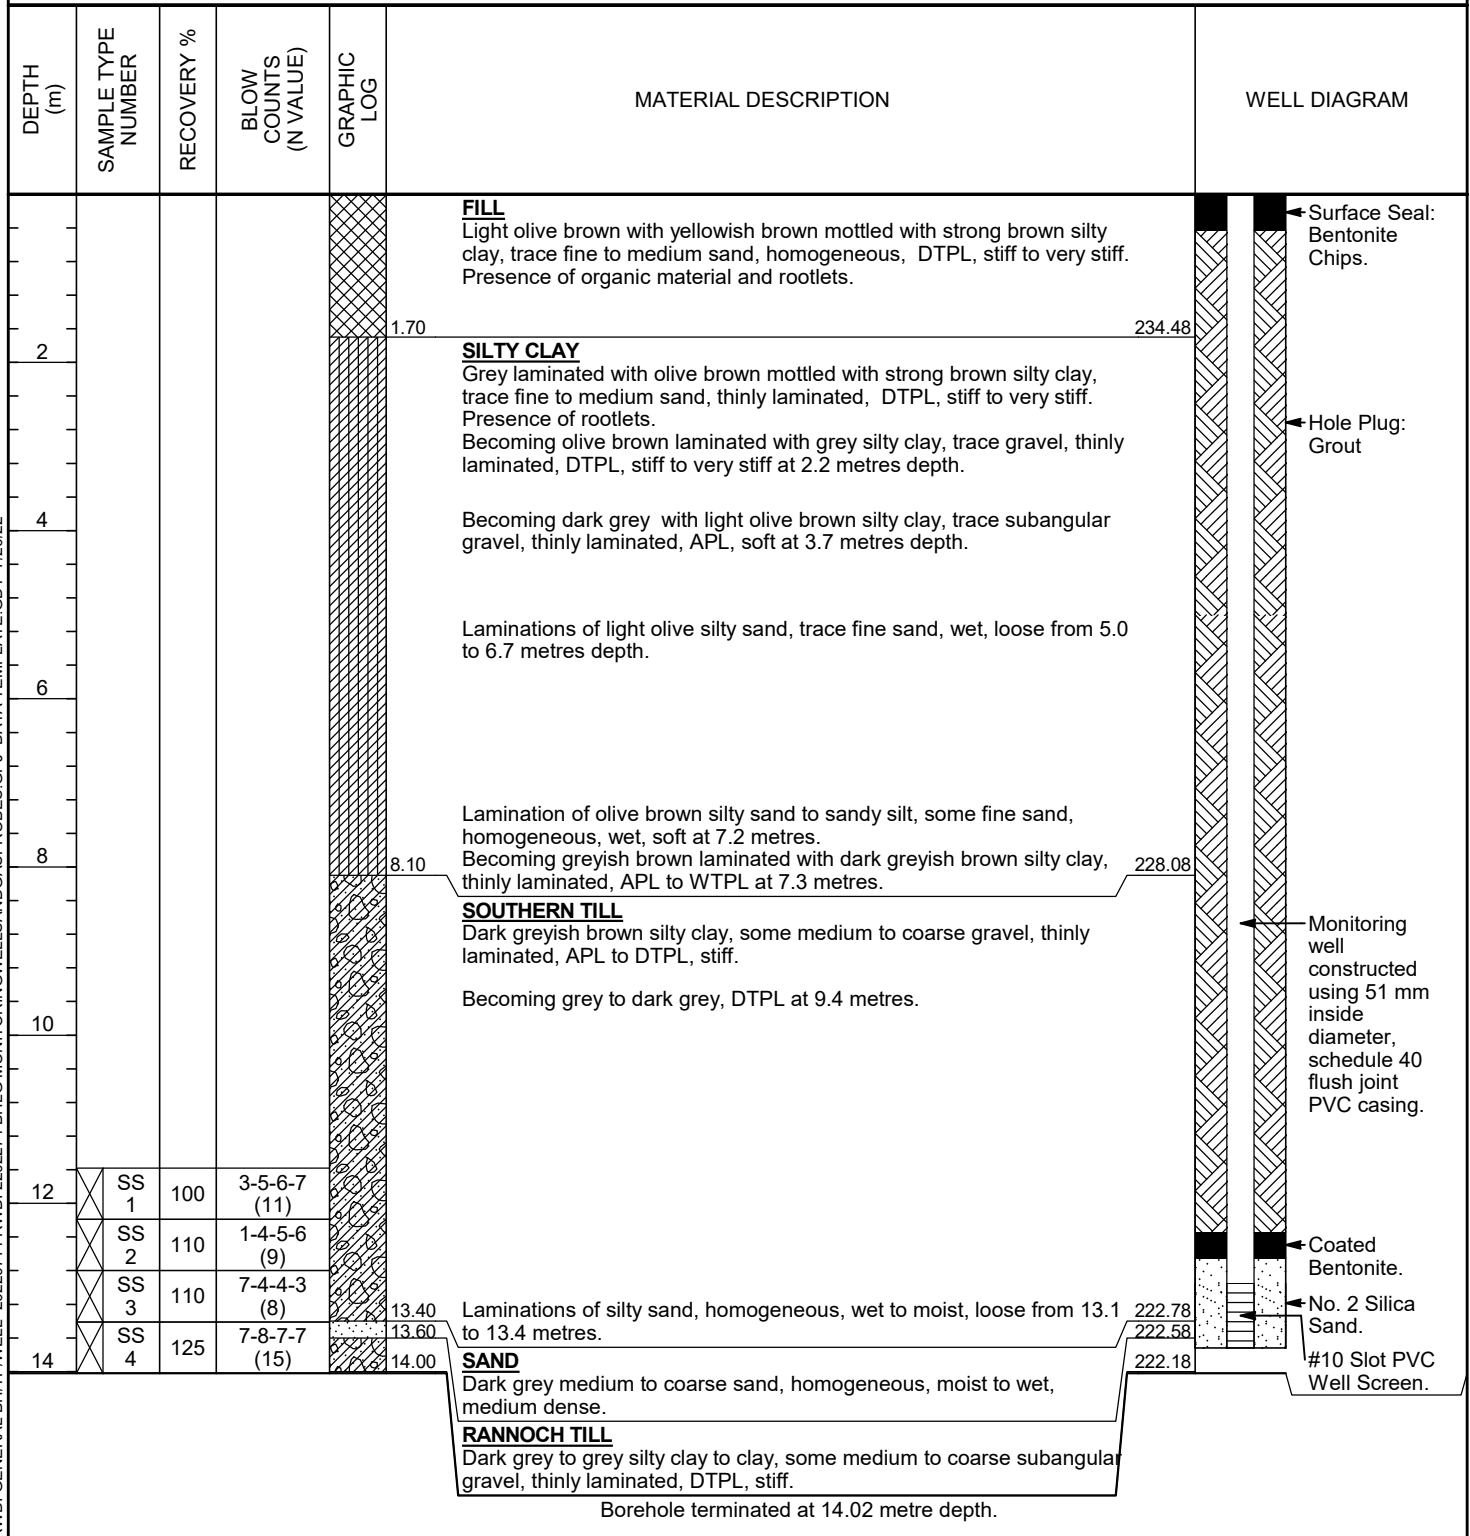 DEPTH
(m)
SAMPLE TYPE
NUMBER
RECOVERY %
BLOW
COUNTS
(N VALUE)
GRAPHIC
LOG
MATERIAL DESCRIPTION
WELL DIAGRAM
FILL
Light olive brown with yellowish brown mottled with strong brown silty
clay, trace fine to medium sand, homogeneous, DTPL, stiff to very stiff.
Presence of organic material and rootlets.
Surface Seal:
Bentonite
Chips.
1.70
234.48
2
SILTY CLAY
Grey laminated with olive brown mottled with strong brown silty clay,
trace fine to medium sand, thinly laminated, DTPL, stiff to very stiff.
Presence of rootlets.
Becoming olive brown laminated with grey silty clay, trace gravel, thinly
laminated, DTPL, stiff to very stiff at 2.2 metres depth.
Hole Plug:
Grout
4
Becoming dark grey with light olive brown silty clay, trace subangular
gravel, thinly laminated, APL, soft at 3.7 metres depth.
Laminations of light olive silty sand, trace fine sand, wet, loose from 5.0
to 6.7 metres depth.
6
Lamination of olive brown silty sand to sandy silt, some fine sand,
homogeneous, wet, soft at 7.2 metres.
Becoming greyish brown laminated with dark greyish brown silty clay,
thinly laminated, APL to WTPL at 7.3 metres.
8
8.10
228.08
SOUTHERN TILL
Dark greyish brown silty clay, some medium to coarse gravel, thinly
laminated, APL to DTPL, stiff.
Becoming grey to dark grey, DTPL at 9.4 metres.
Monitoring
well
constructed
using 51 mm
inside
diameter,
schedule 40
flush joint
PVC casing.
10
12
SS
1
100
3-5-6-7
(11)
SS
2
110
1-4-5-6
(9)
Coated
Bentonite.
SS
3
110
7-4-4-3
(8)
13.40
Laminations of silty sand, homogeneous, wet to moist, loose from 13.1
to 13.4 metres.
222.78
No. 2 Silica
Sand.
13.60
222.58
14
SS
4
125
7-8-7-7
(15)
14.00
222.18
#10 Slot PVC
Well Screen.
SAND
Dark grey medium to coarse sand, homogeneous, moist to wet,
medium dense.
RANNOCH TILL
Dark grey to grey silty clay to clay, some medium to coarse subangular
gravel, thinly laminated, DTPL, stiff.
Borehole terminated at 14.02 metre depth.